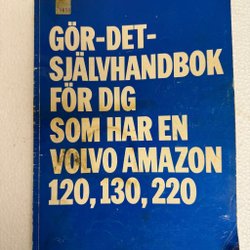 GÖR-DET-
SJÄLVHANDBOK
FÖR DIG
SOM HAR EN
VOLVO AMAZON
120, 130, 220